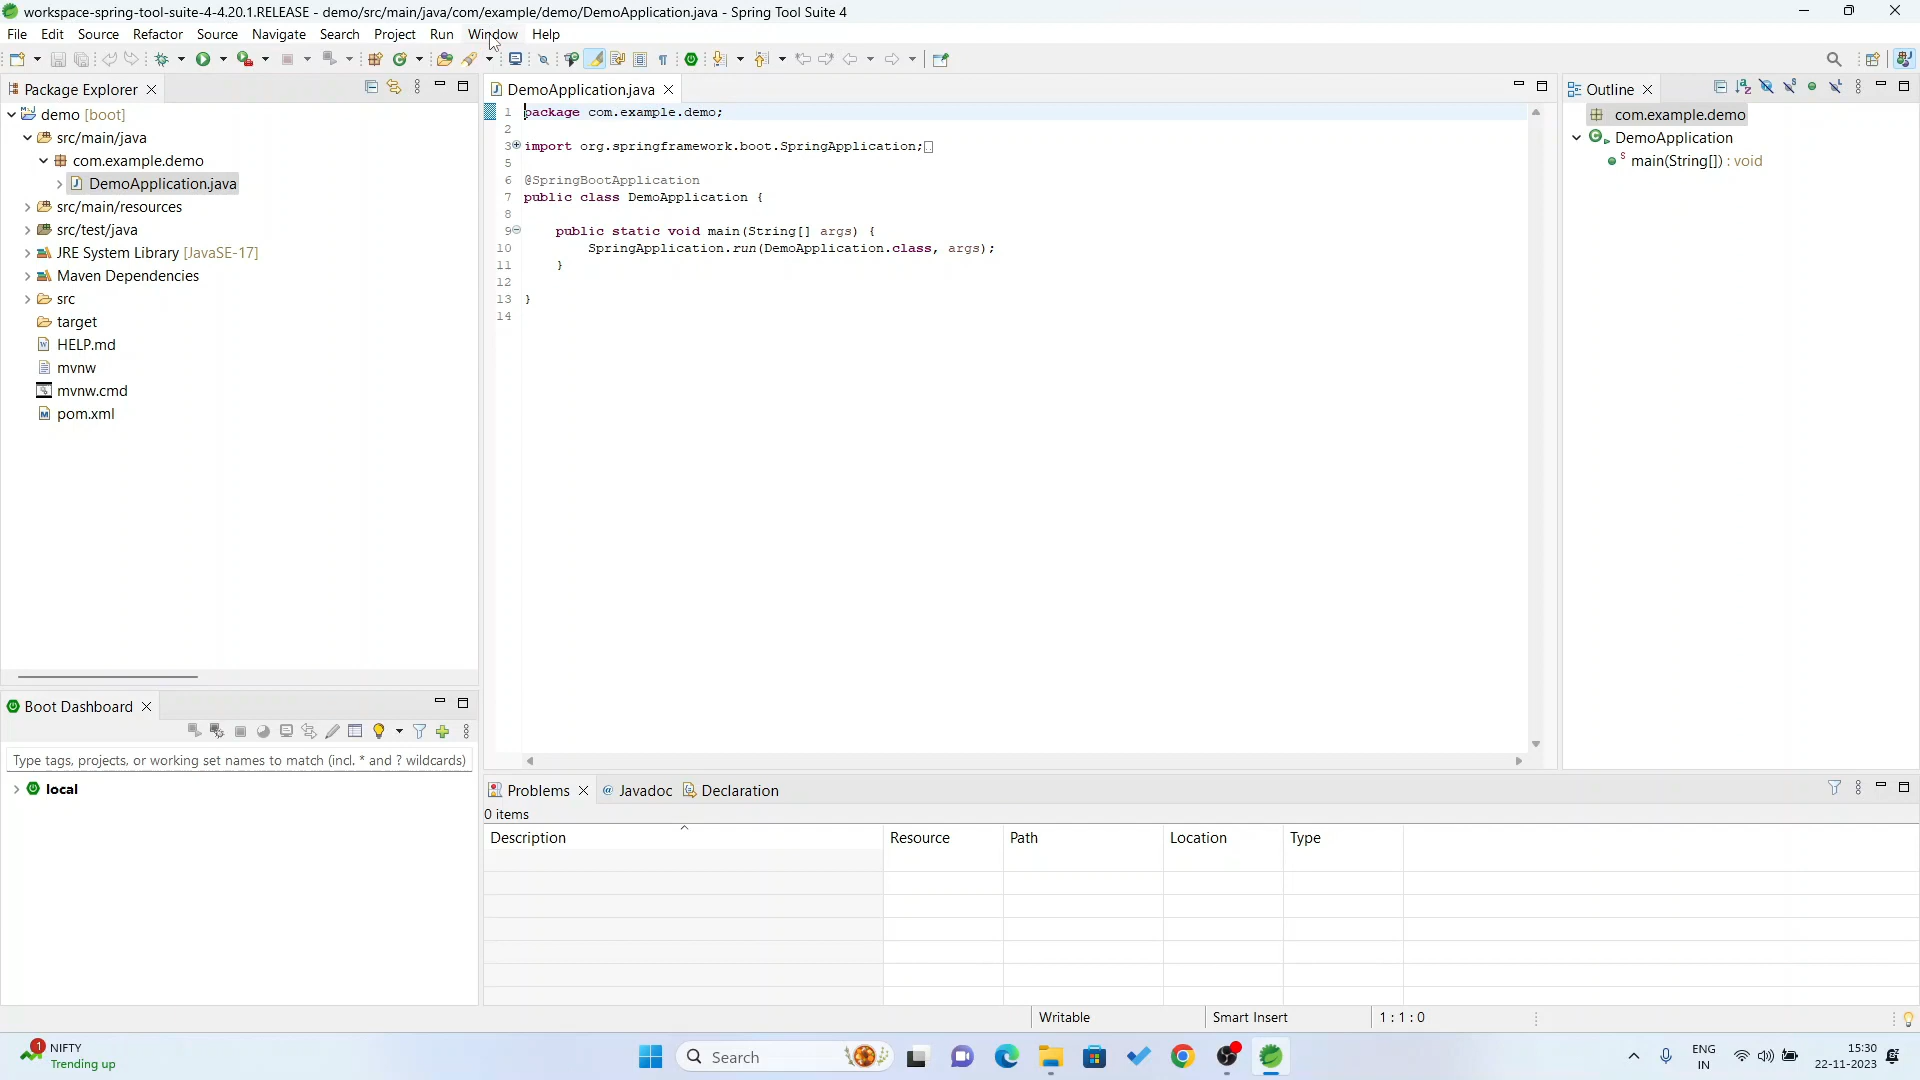 workspace-spring-tool-suite-4-4.20.1.RELEASE - demo/src/main/java/com/example/demo/DemoApplication.java - Spring Tool Suite 4
File Edit Source Refactor Source Navigate Search Project Run Window Help
Package Explorer
demo [boot]
src/main/java
com.example.demo
DemoApplication.java
src/main/resources
src/test/java
JRE System Library [JavaSE-17]
Maven Dependencies
src
target
HELP.md
mvnw
mvnw.cmd
pom.xml
DemoApplication.java
1 package com.example.demo;
2
3 import org.springframework.boot.SpringApplication;
5
6 @SpringBootApplication
7 public class DemoApplication {
8
9 public static void main(String[] args) {
10 SpringApplication.run(DemoApplication.class, args);
11 }
12
13 }
14
Outline
com.example.demo
DemoApplication
S main(String[]) : void
Boot Dashboard
Type tags, projects, or working set names to match (incl. * and ? wildcards)
local
Problems @ Javadoc Declaration
0 items
Description Resource Path Location Type
Writable Smart Insert 1 : 1 : 0
1 NIFTY
Trending up
Search
ENG
IN
15:30
22-11-2023